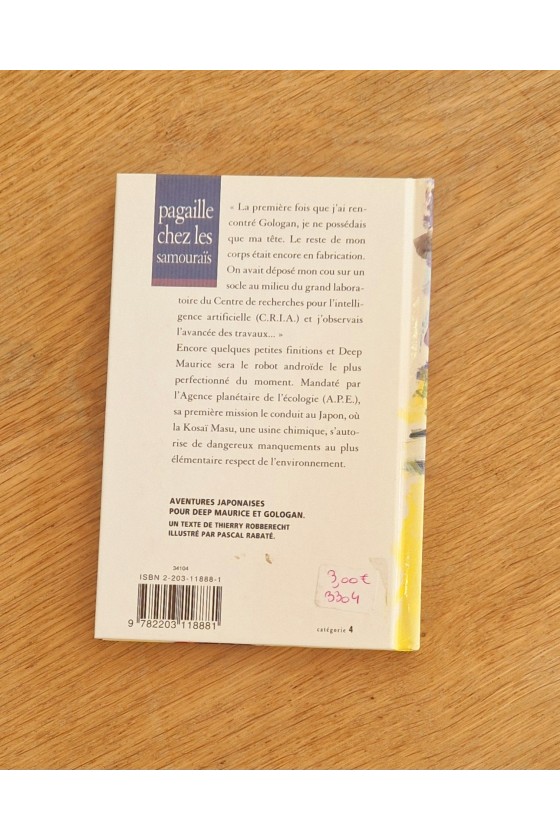 pagaille
chez les
samouraïs
« La première fois que j'ai ren-
contré Gologan, je ne possédais
que ma tête. Le reste de mon
corps était encore en fabrication.
On avait déposé mon cou sur un
socle au milieu du grand labora-
toire du Centre de recherches pour l'intelli-
gence artificielle (C.R.I.A.) et j'observais
l'avancée des travaux... »
Encore quelques petites finitions et Deep
Maurice sera le robot androïde le plus
perfectionné du moment. Mandaté par
l'Agence planétaire de l'écologie (A.P.E.),
sa première mission le conduit au Japon, où
la Kosaï Masu, une usine chimique, s'auto-
rise de dangereux manquements au plus
élémentaire respect de l'environnement.
AVENTURES JAPONAISES
POUR DEEP MAURICE ET GOLOGAN.
UN TEXTE DE THIERRY ROBBERECHT
ILLUSTRÉ PAR PASCAL RABATÉ.
34104
ISBN 2-203-11888-1
9 782203 118881
3,00€
3304
catégorie 4